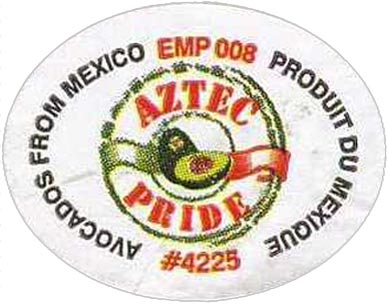 AVOCADOS FROM MEXICO EMP 008 PRODUIT DU MEXIQUE
AZTEC
PRIDE
#4225